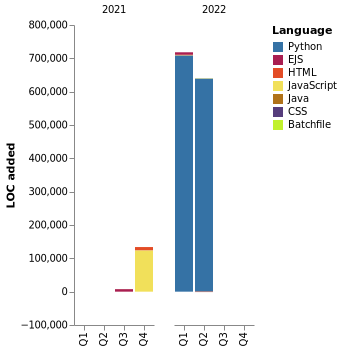 2021 2022
800,000
700,000
600,000
500,000
400,000
300,000
200,000
100,000
0
−100,000
LOC added
Q1 Q2 Q3 Q4 Q1 Q2 Q3 Q4
Language
Python
EJS
HTML
JavaScript
Java
CSS
Batchfile